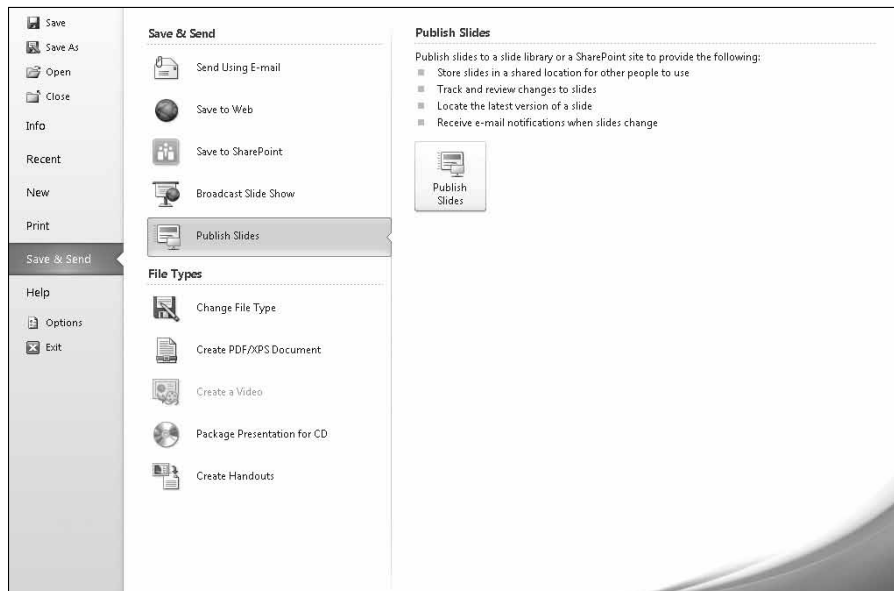 Save
Save As
Open
Close
Info
Recent
New
Print
Save & Send
Help
Options
Exit
Save & Send
Send Using E-mail
Save to Web
Save to SharePoint
Broadcast Slide Show
Publish Slides
File Types
Change File Type
Create PDF/XPS Document
Create a Video
Package Presentation for CD
Create Handouts
Publish Slides
Publish slides to a slide library or a SharePoint site to provide the following:
Store slides in a shared location for other people to use
Track and review changes to slides
Locate the latest version of a slide
Receive e-mail notifications when slides change
Publish
Slides